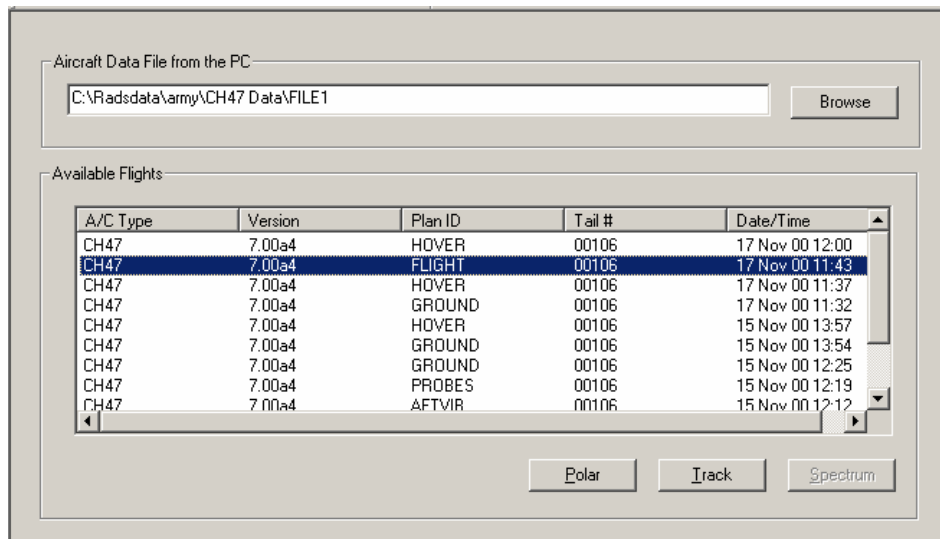 Aircraft Data File from the PC
C:\Radsdata\army\CH47 Data\FILE1 Browse
Available Flights
A/C Type Version Plan ID Tail # Date/Time
CH47 7.00a4 HOVER 00106 17 Nov 00 12:00
CH47 7.00a4 FLIGHT 00106 17 Nov 00 11:43
CH47 7.00a4 HOVER 00106 17 Nov 00 11:37
CH47 7.00a4 GROUND 00106 17 Nov 00 11:32
CH47 7.00a4 HOVER 00106 15 Nov 00 13:57
CH47 7.00a4 GROUND 00106 15 Nov 00 13:54
CH47 7.00a4 GROUND 00106 15 Nov 00 12:25
CH47 7.00a4 PROBES 00106 15 Nov 00 12:19
CH47 7.00a4 AFTVIB 00106 15 Nov 00 12:12
Polar Track Spectrum